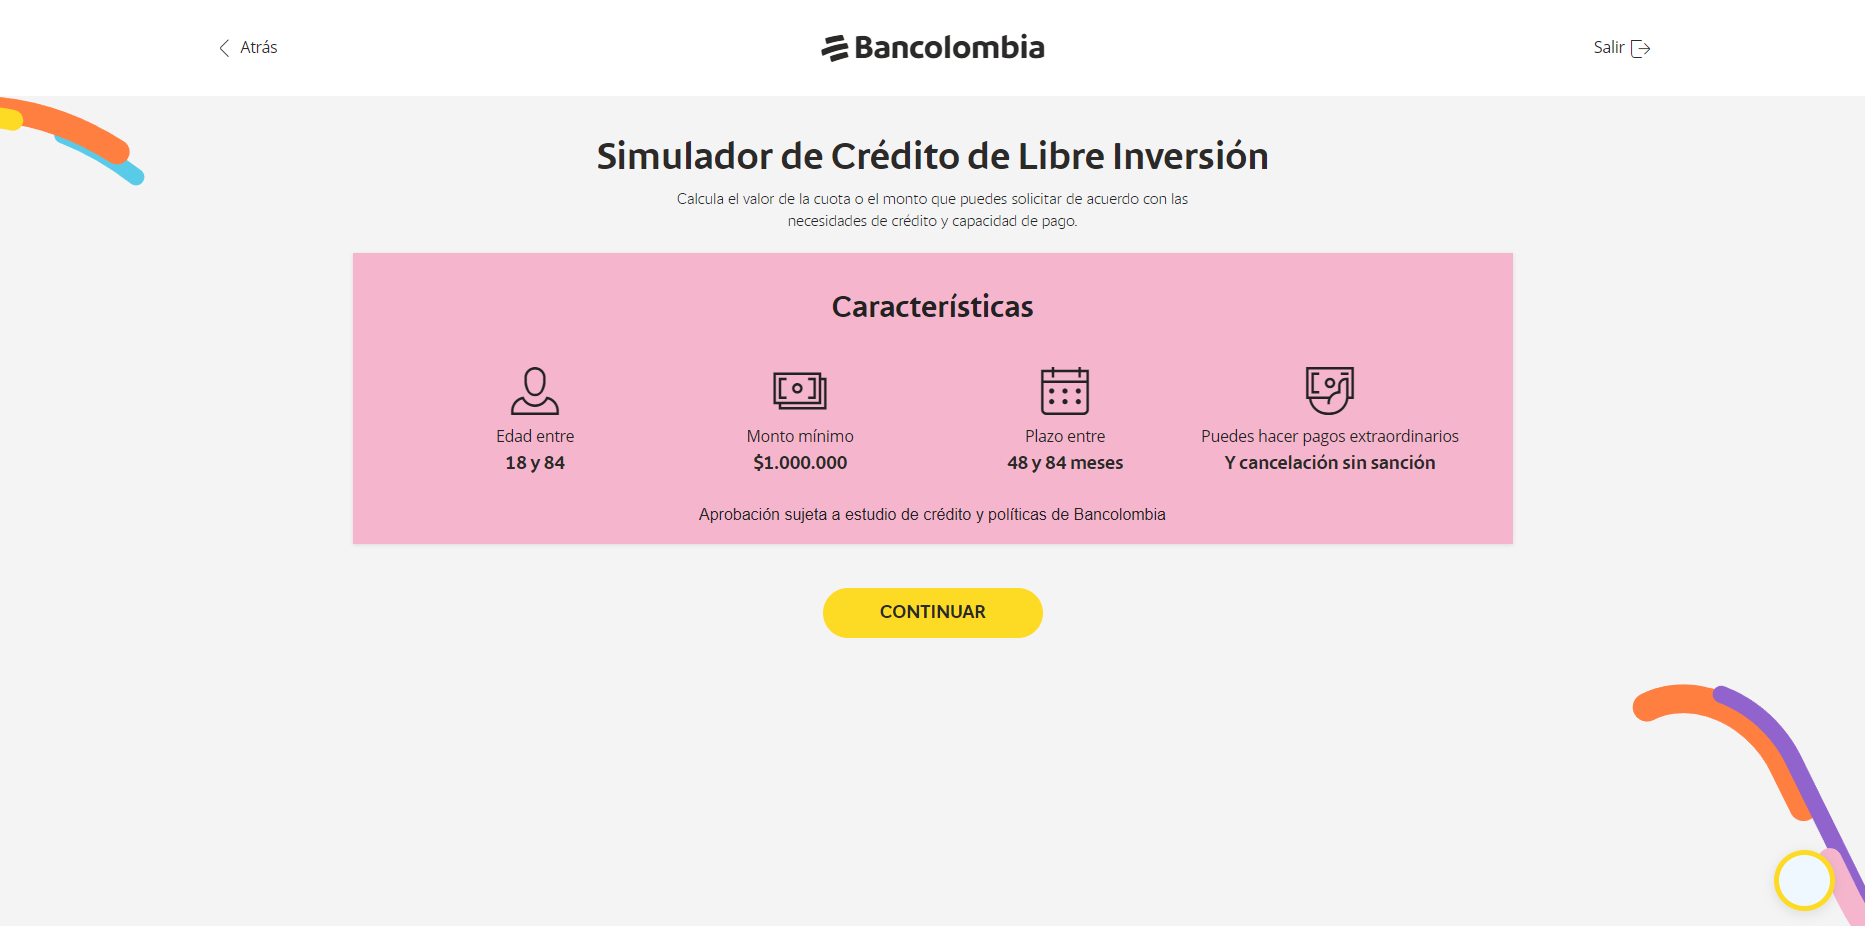 Atrás
Bancolombia
Salir
Simulador de Crédito de Libre Inversión
Calcula el valor de la cuota o el monto que puedes solicitar de acuerdo con las
necesidades de crédito y capacidad de pago.
Características
Edad entre
18 y 84
Monto mínimo
$1.000.000
Plazo entre
48 y 84 meses
Puedes hacer pagos extraordinarios
Y cancelación sin sanción
Aprobación sujeta a estudio de crédito y políticas de Bancolombia
CONTINUAR